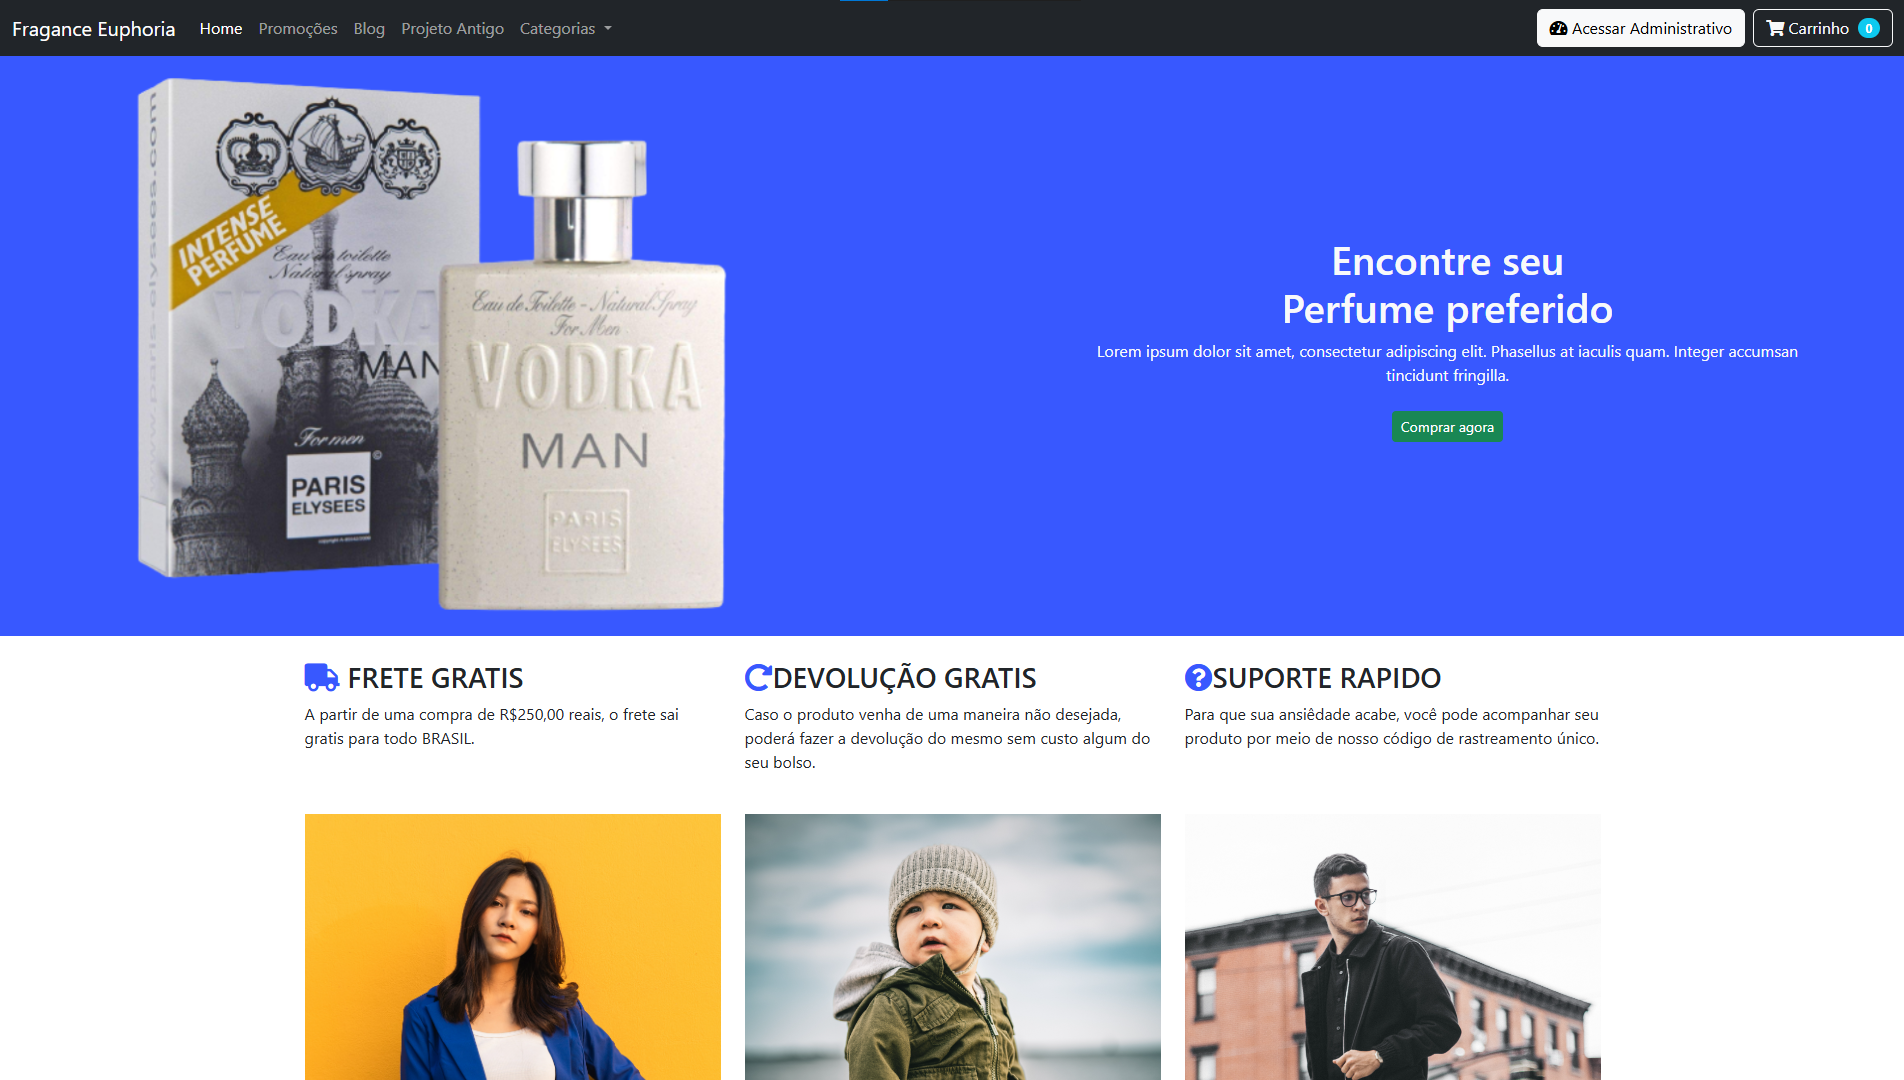 Fragance Euphoria Home Promoções Blog Projeto Antigo Categorias Acessar Administrativo Carrinho 0
www.paris-elysees.com
INTENSE
PERFUME
Eau de toilette
Natural spray
VODKA
MAN
For men
PARIS
ELYSEES
Eau de Toilette - Natural Spray
For Men
VODKA
MAN
PARIS
ELYSEES
Encontre seu
Perfume preferido
Lorem ipsum dolor sit amet, consectetur adipiscing elit. Phasellus at iaculis quam. Integer accumsan
tincidunt fringilla.
Comprar agora
FRETE GRATIS
A partir de uma compra de R$250,00 reais, o frete sai
gratis para todo BRASIL.
DEVOLUÇÃO GRATIS
Caso o produto venha de uma maneira não desejada,
poderá fazer a devolução do mesmo sem custo algum do
seu bolso.
SUPORTE RAPIDO
Para que sua ansiêdade acabe, você pode acompanhar seu
produto por meio de nosso código de rastreamento único.